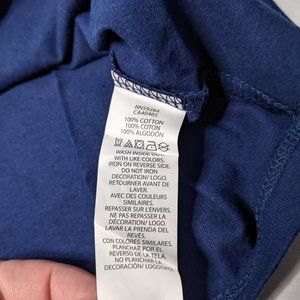 RN59284
CA40465
100% COTTON
100% COTON
100% ALGODÓN
WASH INSIDE OUT
WITH LIKE COLORS.
IRON ON REVERSE SIDE.
DO NOT IRON
DECORATION/ LOGO.
RETOURNER AVANT DE
LAVER.
AVEC DES COULEURS
SIMILAIRES.
REPASSER SUR L'ENVERS.
NE PAS REPASSER
DECORATION/LOGO.
LAVAR LA PRENDA DEL
REVÉS.
CON COLORES SIMILARES.
PLANCHAR POR EL
REVERSO DE LA TELA.
NO PLANCHAR LA
DECORACIÓN/LOGO